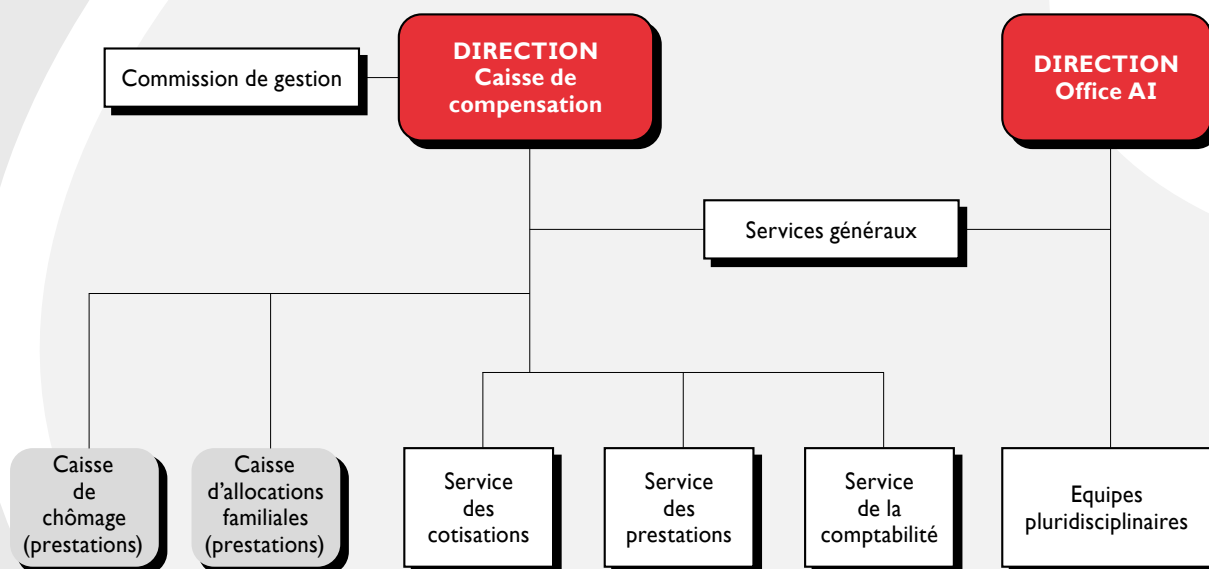 Commission de gestion
DIRECTION
Caisse de
compensation
DIRECTION
Office AI
Services généraux
Caisse
de
chômage
(prestations)
Caisse
d'allocations
familiales
(prestations)
Service
des
cotisations
Service
des
prestations
Service
de la
comptabilité
Equipes
pluridisciplinaires